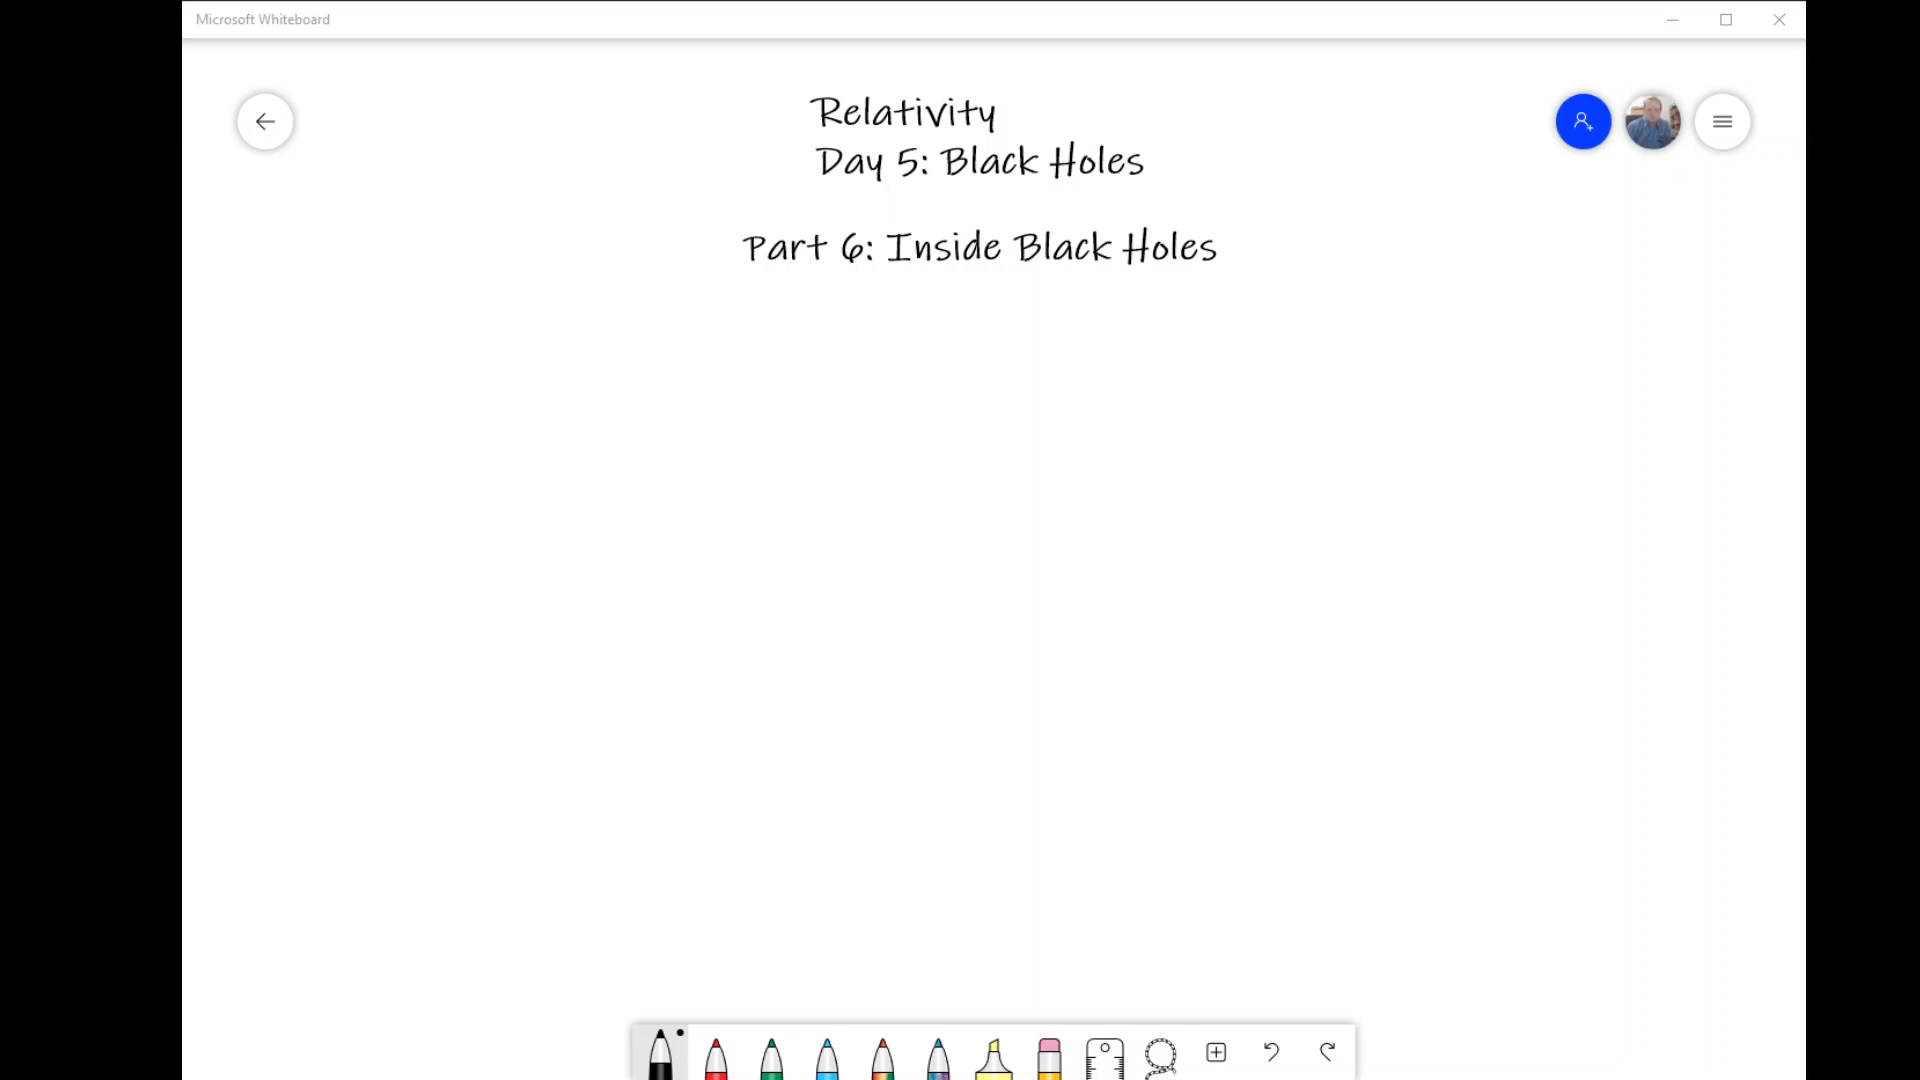 Microsoft Whiteboard
Relativity
Day 5: Black Holes
Part 6: Inside Black Holes